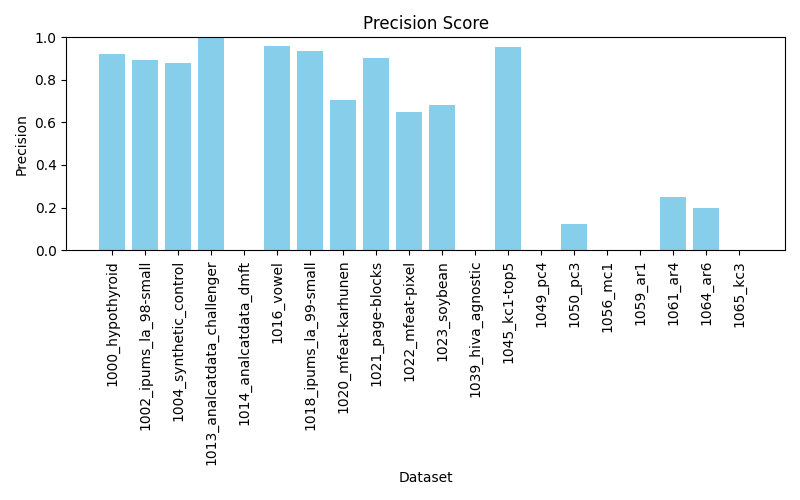 Precision Score
Precision
1.0
0.8
0.6
0.4
0.2
0.0
1000_hypothyroid
1002_ipums_la_98-small
1004_synthetic_control
1013_analcatdata_challenger
1014_analcatdata_dmft
1016_vowel
1018_ipums_la_99-small
1020_mfeat-karhunen
1021_page-blocks
1022_mfeat-pixel
1023_soybean
1039_hiva_agnostic
1045_kc1-top5
1049_pc4
1050_pc3
1056_mc1
1059_ar1
1061_ar4
1064_ar6
1065_kc3
Dataset